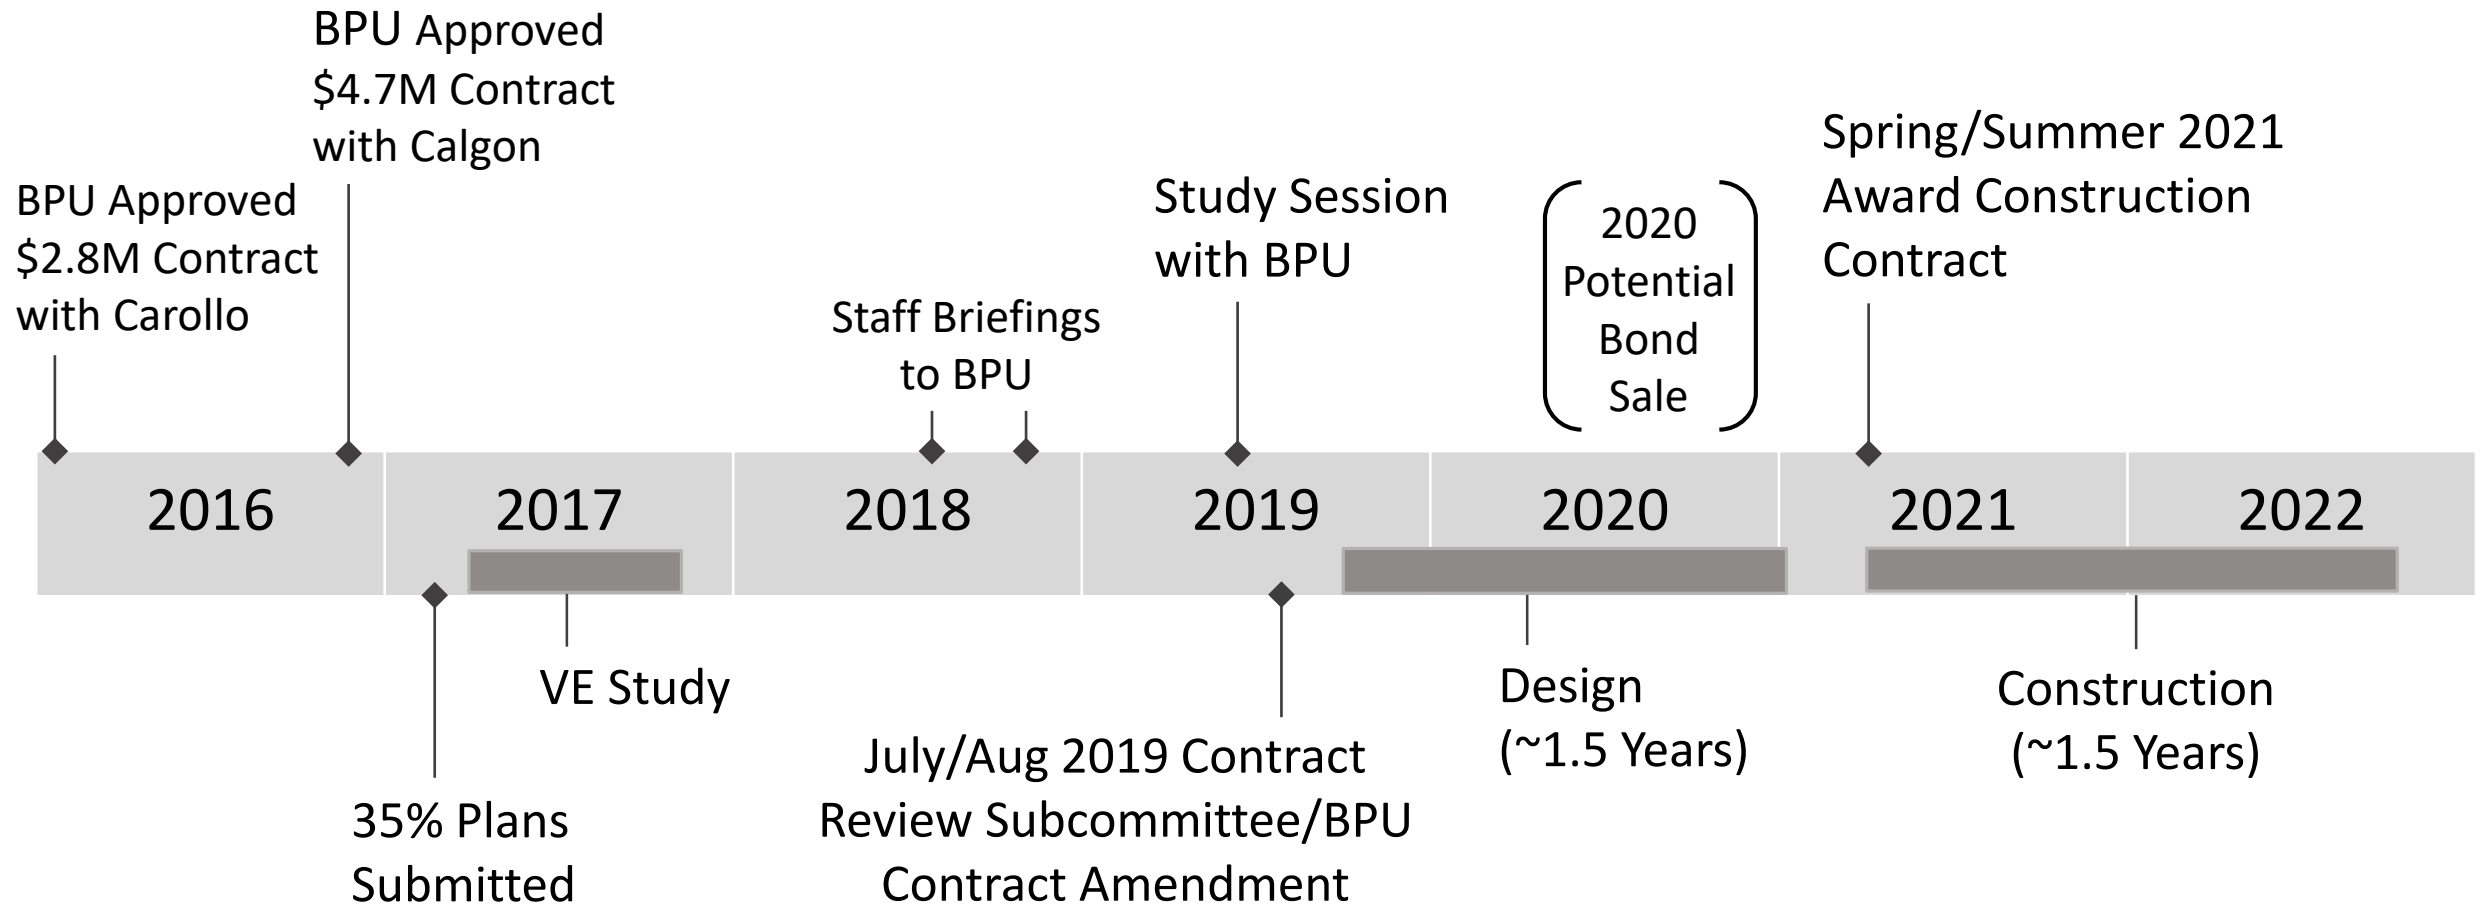 BPU Approved
$4.7M Contract
with Calgon
BPU Approved
$2.8M Contract
with Carollo
Staff Briefings
to BPU
Study Session
with BPU
2020
Potential
Bond
Sale
Spring/Summer 2021
Award Construction
Contract
2016 2017 2018 2019 2020 2021 2022
35% Plans
Submitted
VE Study
July/Aug 2019 Contract
Review Subcommittee/BPU
Contract Amendment
Design
(~1.5 Years)
Construction
(~1.5 Years)